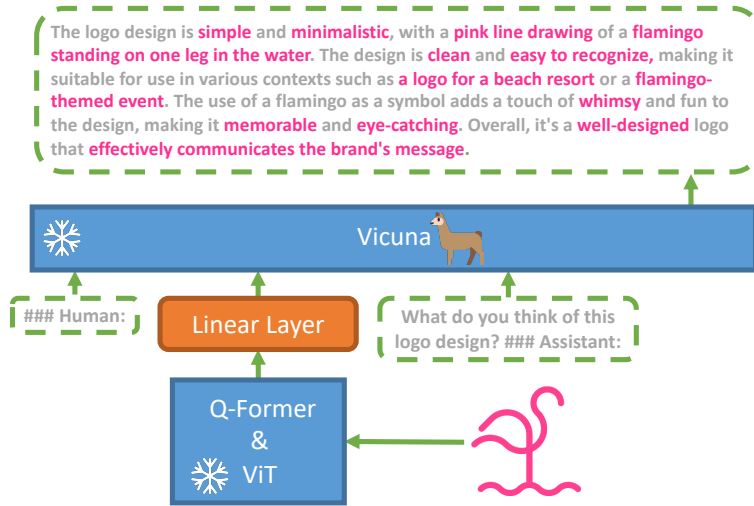 The logo design is simple and minimalistic, with a pink line drawing of a flamingo
standing on one leg in the water. The design is clean and easy to recognize, making it
suitable for use in various contexts such as a logo for a beach resort or a flamingo-
themed event. The use of a flamingo as a symbol adds a touch of whimsy and fun to
the design, making it memorable and eye-catching. Overall, it's a well-designed logo
that effectively communicates the brand's message.
Vicuna
### Human:
Linear Layer
What do you think of this
logo design? ### Assistant:
Q-Former
&
ViT